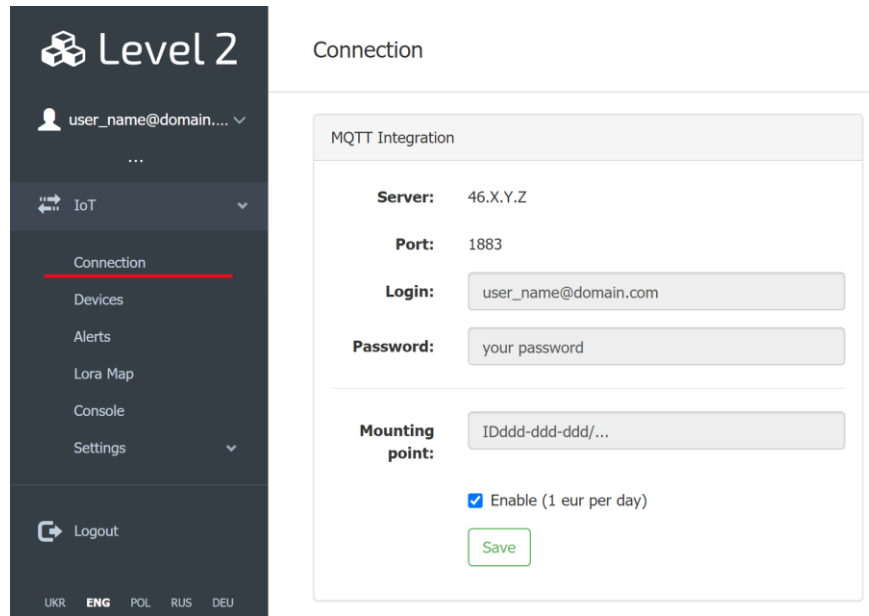 Level 2
user_name@domain....
...
IoT
Connection
Devices
Alerts
Lora Map
Console
Settings
Logout
UKR ENG POL RUS DEU
Connection
MQTT Integration
Server: 46.X.Y.Z
Port: 1883
Login: user_name@domain.com
Password: your password
Mounting
point: IDddd-ddd-ddd/...
Enable (1 eur per day)
Save